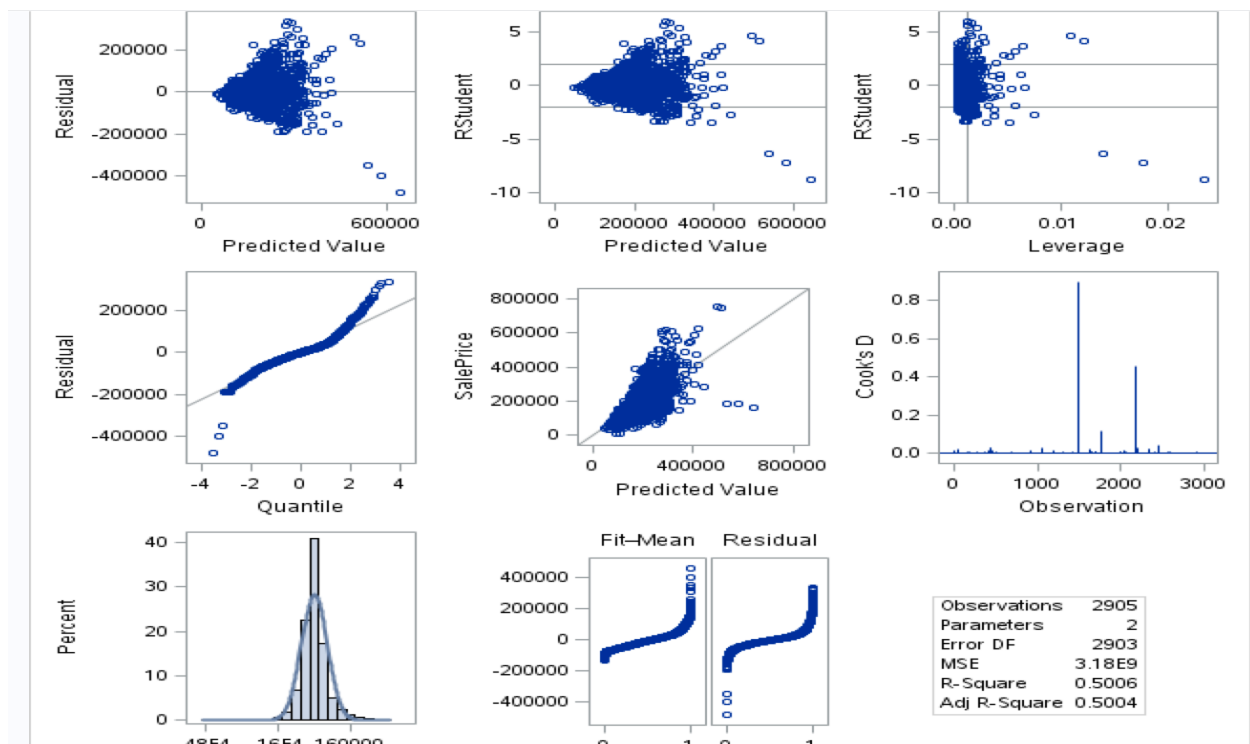 Residual
200000
0
-200000
-400000
0
600000
Predicted Value
RStudent
5
0
-5
-10
200000 400000 600000
Predicted Value
RStudent
5
0
-5
-10
0.00 0.01 0.02
Leverage
Residual
200000
0
-200000
-400000
-4 -2 0 2 4
Quantile
SalePrice
800000
600000
400000
200000
0
0 400000 800000
Predicted Value
Cook's D
0.8
0.6
0.4
0.2
0.0
0 1000 2000 3000
Observation
Percent
40
30
20
10
0
160000
Fit–Mean Residual
400000
200000
0
-200000
-400000
0 1 0 1
Observations 2905
Parameters 2
Error DF 2903
MSE 3.18E9
R-Square 0.5006
Adj R-Square 0.5004